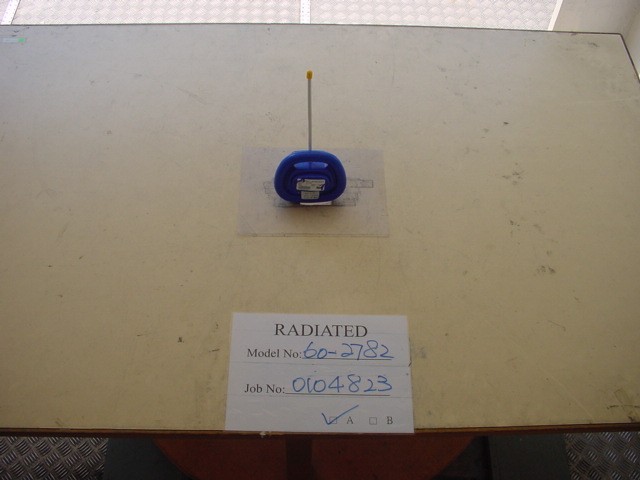 RADIATED
Model No: 60-2782
Job No: 0104823
☑ A ☐ B